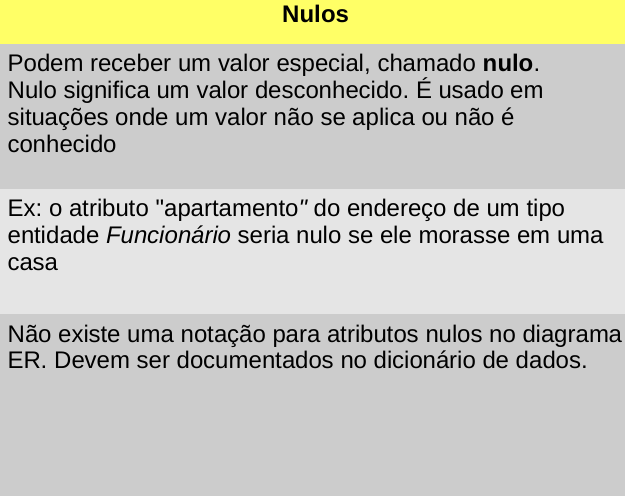 Nulos
Podem receber um valor especial, chamado nulo.
Nulo significa um valor desconhecido. É usado em
situações onde um valor não se aplica ou não é
conhecido
Ex: o atributo "apartamento" do endereço de um tipo
entidade Funcionário seria nulo se ele morasse em uma
casa
Não existe uma notação para atributos nulos no diagrama
ER. Devem ser documentados no dicionário de dados.